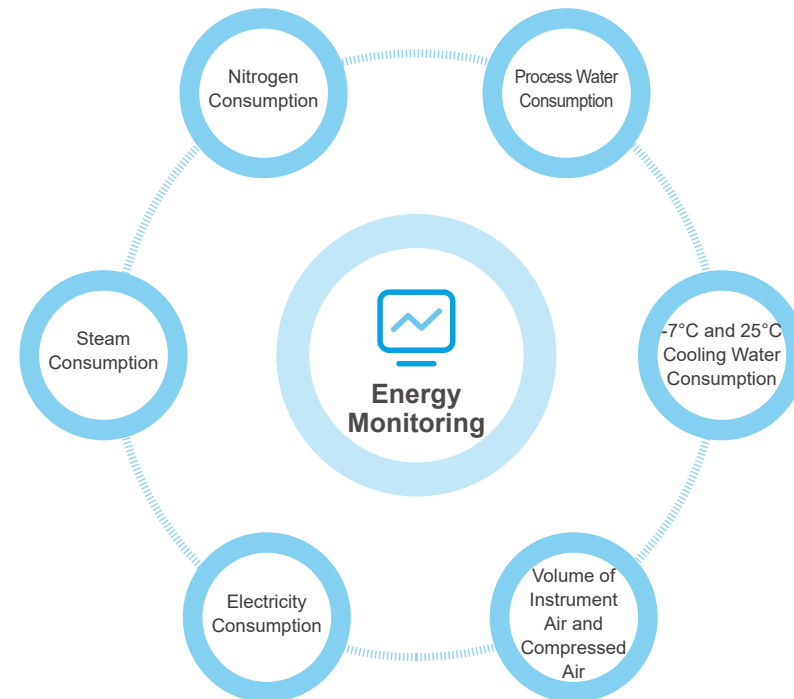 Nitrogen
Consumption
Process Water
Consumption
Steam
Consumption
Energy
Monitoring
-7°C and 25°C
Cooling Water
Consumption
Electricity
Consumption
Volume of
Instrument
Air and
Compressed
Air